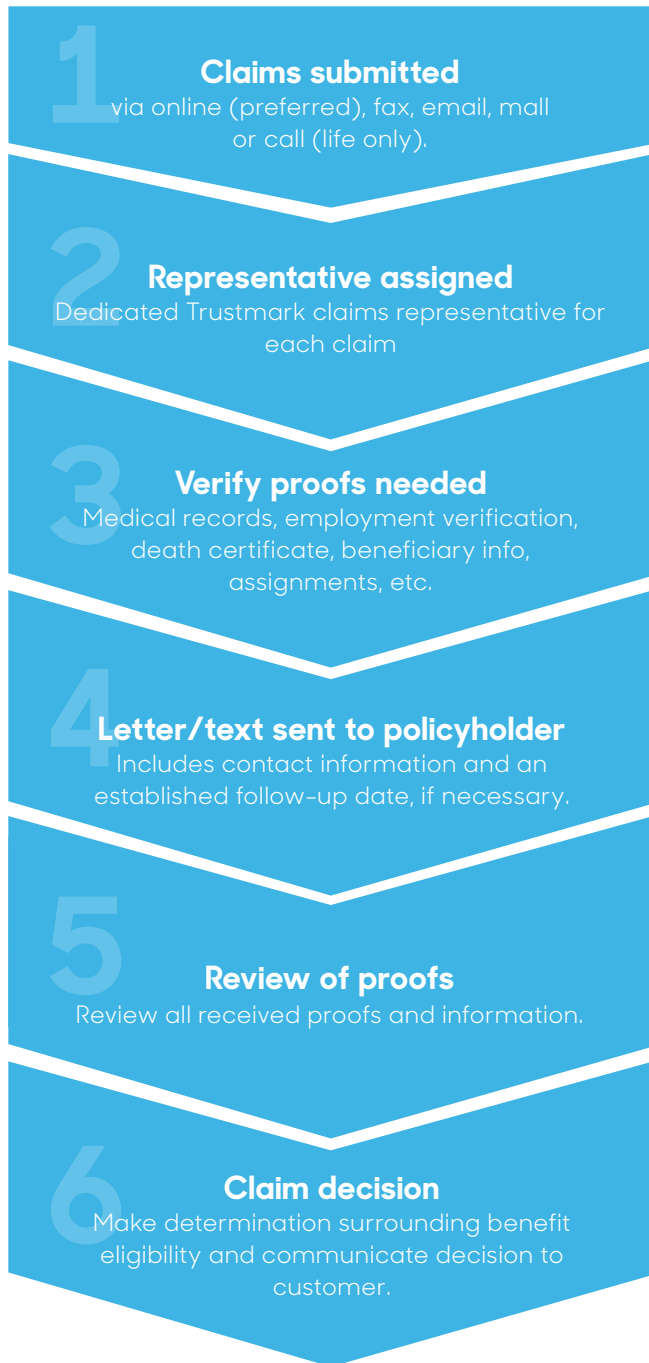 1
Claims submitted
via online (preferred), fax, email, mall
or call (life only).
2
Representative assigned
Dedicated Trustmark claims representative for
each claim
3
Verify proofs needed
Medical records, employment verification,
death certificate, beneficiary info,
assignments, etc.
4
Letter/text sent to policyholder
Includes contact information and an
established follow-up date, if necessary.
5
Review of proofs
Review all received proofs and information.
6
Claim decision
Make determination surrounding benefit
eligibility and communicate decision to
customer.